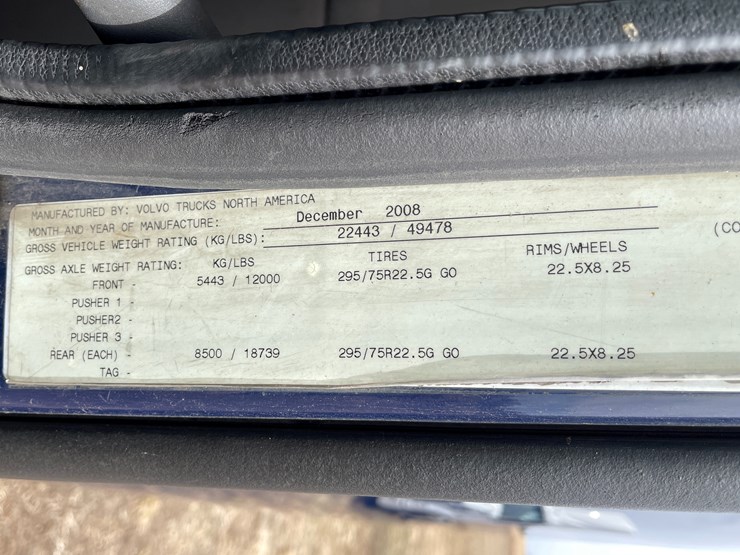 MANUFACTURED BY: VOLVO TRUCKS NORTH AMERICA
MONTH AND YEAR OF MANUFACTURE: December 2008
GROSS VEHICLE WEIGHT RATING (KG/LBS): 22443 / 49478
(CO
GROSS AXLE WEIGHT RATING: KG/LBS TIRES RIMS/WHEELS
FRONT - 5443 / 12000 295/75R22.5G GO 22.5X8.25
PUSHER 1 -
PUSHER2 -
PUSHER 3 -
REAR (EACH) - 8500 / 18739 295/75R22.5G GO 22.5X8.25
TAG -